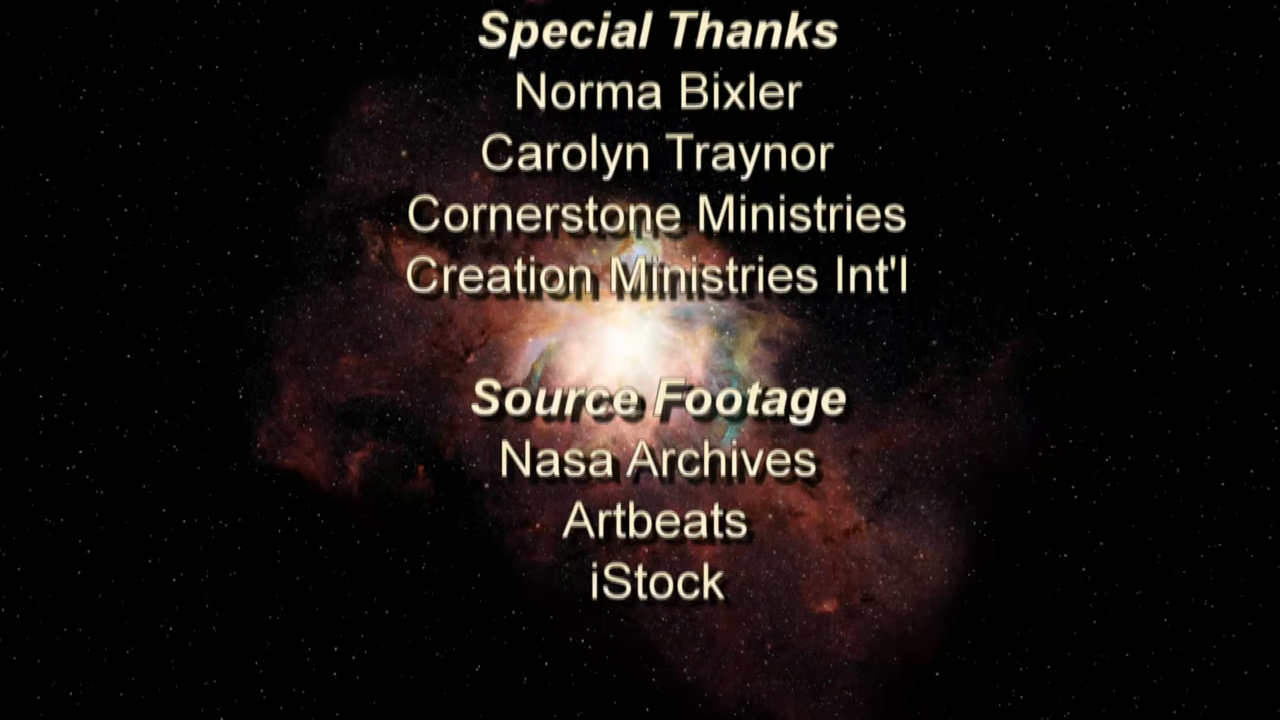 Special Thanks
Norma Bixler
Carolyn Traynor
Cornerstone Ministries
Creation Ministries Int'l
Source Footage
Nasa Archives
Artbeats
iStock